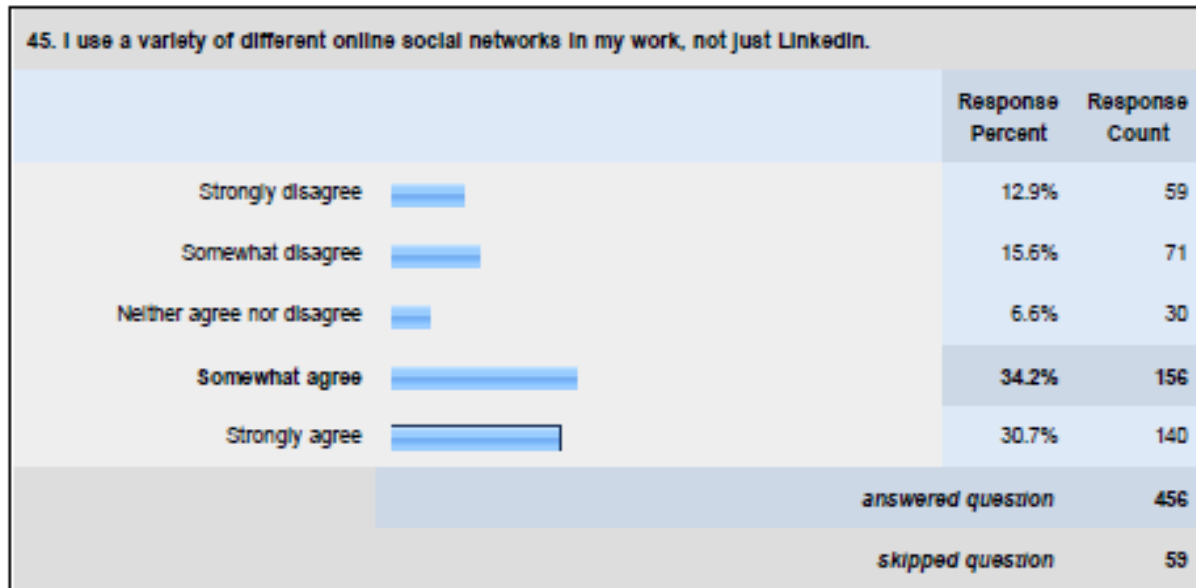 45. I use a variety of different online social networks in my work, not just LinkedIn.
Response Percent Response Count
Strongly disagree 12.9% 59
Somewhat disagree 15.6% 71
Neither agree nor disagree 6.6% 30
Somewhat agree 34.2% 156
Strongly agree 30.7% 140
answered question 456
skipped question 59